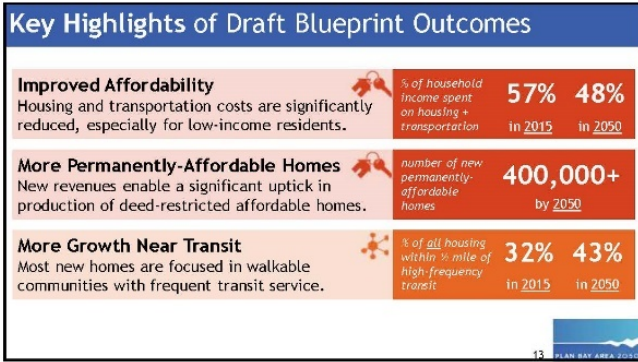 Key Highlights of Draft Blueprint Outcomes
Improved Affordability
Housing and transportation costs are significantly
reduced, especially for low-income residents.
% of household
income spent
on housing +
transportation
57% 48%
in 2015 in 2050
More Permanently-Affordable Homes
New revenues enable a significant uptick in
production of deed-restricted affordable homes.
number of new
permanently-
affordable
homes
400,000+
by 2050
More Growth Near Transit
Most new homes are focused in walkable
communities with frequent transit service.
% of all housing
within ½ mile of
high-frequency
transit
32% 43%
in 2015 in 2050
13
PLAN BAY AREA 2050